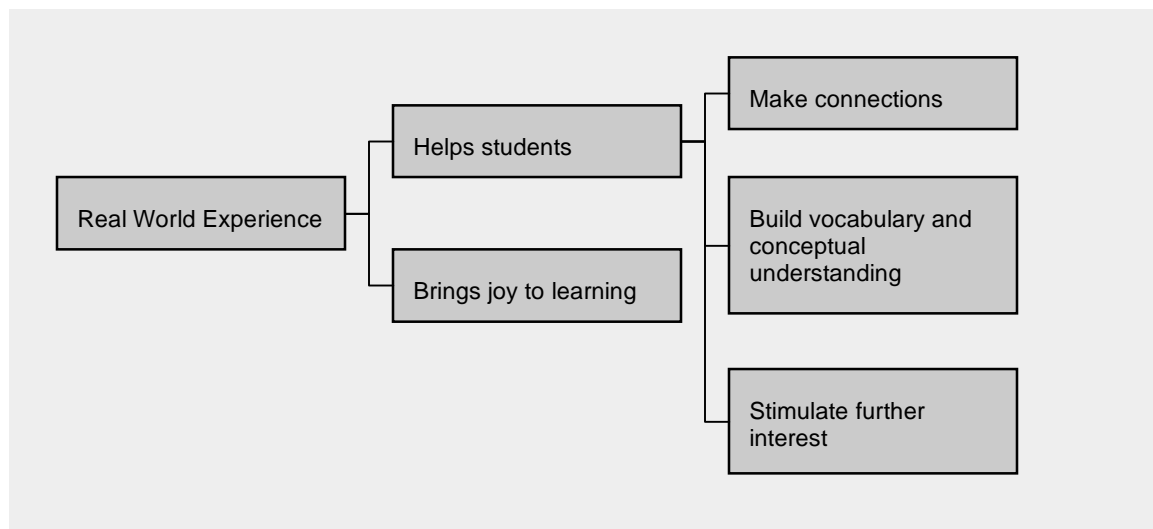 Real World Experience
Helps students
Brings joy to learning
Make connections
Build vocabulary and
conceptual
understanding
Stimulate further
interest